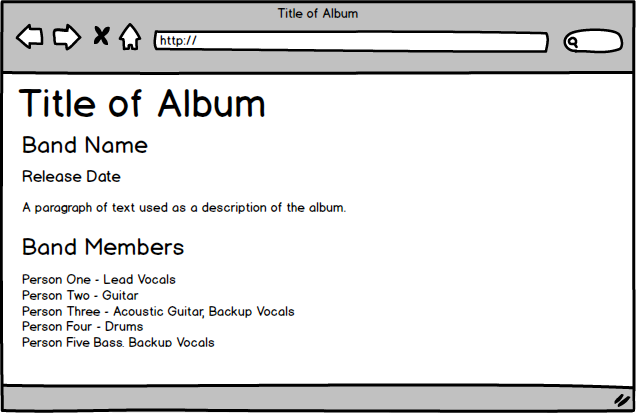 Title of Album
http://
Title of Album
Band Name
Release Date
A paragraph of text used as a description of the album.
Band Members
Person One - Lead Vocals
Person Two - Guitar
Person Three - Acoustic Guitar, Backup Vocals
Person Four - Drums
Person Five Bass, Backup Vocals